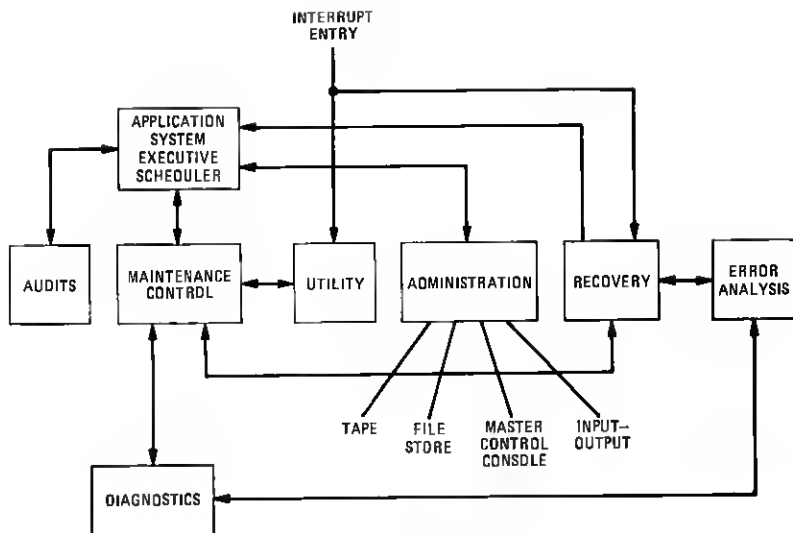 INTERRUPT
ENTRY
APPLICATION
SYSTEM
EXECUTIVE
SCHEDULER
AUDITS
MAINTENANCE
CONTROL
UTILITY
ADMINISTRATION
RECOVERY
ERROR
ANALYSIS
TAPE
FILE
STORE
MASTER
CONTROL
CONSOLE
INPUT–
OUTPUT
DIAGNOSTICS